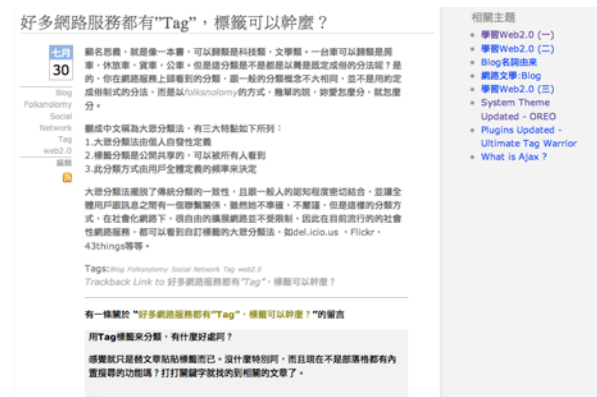 好多網路服務都有"Tag"，標籤可以幹麼？
七月
30
Blog
Folksnolomy
Social
Network
Tag
web2.0
編輯
顧名思義，就是像一本書，可以歸類是科技類，文學類。一台車可以歸類是房
車，休旅車，貨車，公車。但是這分類是不是都是以舊是既定成俗的分法呢？是
的，你在網路服務上頭看到的分類，跟一般的分類概念不大相同，並不是用約定
成俗制式的分法，而是以folksnolomy的方式，簡單的說，妳愛怎麼分，就怎麼
分。
翻成中文稱為大眾分類法，有三大特點如下所列：
1.大眾分類法由個人自發性定義
2.標籤分類是公開共享的，可以被所有人看到
3.此分類方式由用戶全體定義的頻率來決定
大眾分類法擺脫了傳統分類的一致性，且跟一般人的認知程度密切結合，並讓全
體用戶跟訊息之間有一個聯繫關係，雖然她不準確，不嚴謹，但是這樣的分類方
式，在社會化網路下，很自由的擴展網路並不受限制，因此在目前流行的的社會
性網路服務，都可以看到自訂標籤的大眾分類法，如del.icio.us ，Flickr，
43things等等。
Tags:Blog Folksnolomy Social Network Tag web2.0
Trackback Link to 好多網路服務都有"Tag"，標籤可以幹麼？
有一條關於 "好多網路服務都有"Tag"，標籤可以幹麼？"的留言
用Tag標籤來分類，有什麼好處阿？
感覺就只是替文章貼貼標籤而已。沒什麼特別阿，而且現在不是部落格都有內
置搜尋的功能嗎？打打關鍵字就找的到相關的文章了。
相關主題
學習Web2.0 (一)
學習Web2.0 (二)
Blog名詞由來
網路文學:Blog
學習Web2.0 (三)
System Theme
Updated - OREO
Plugins Updated -
Ultimate Tag Warrior
What is Ajax ?